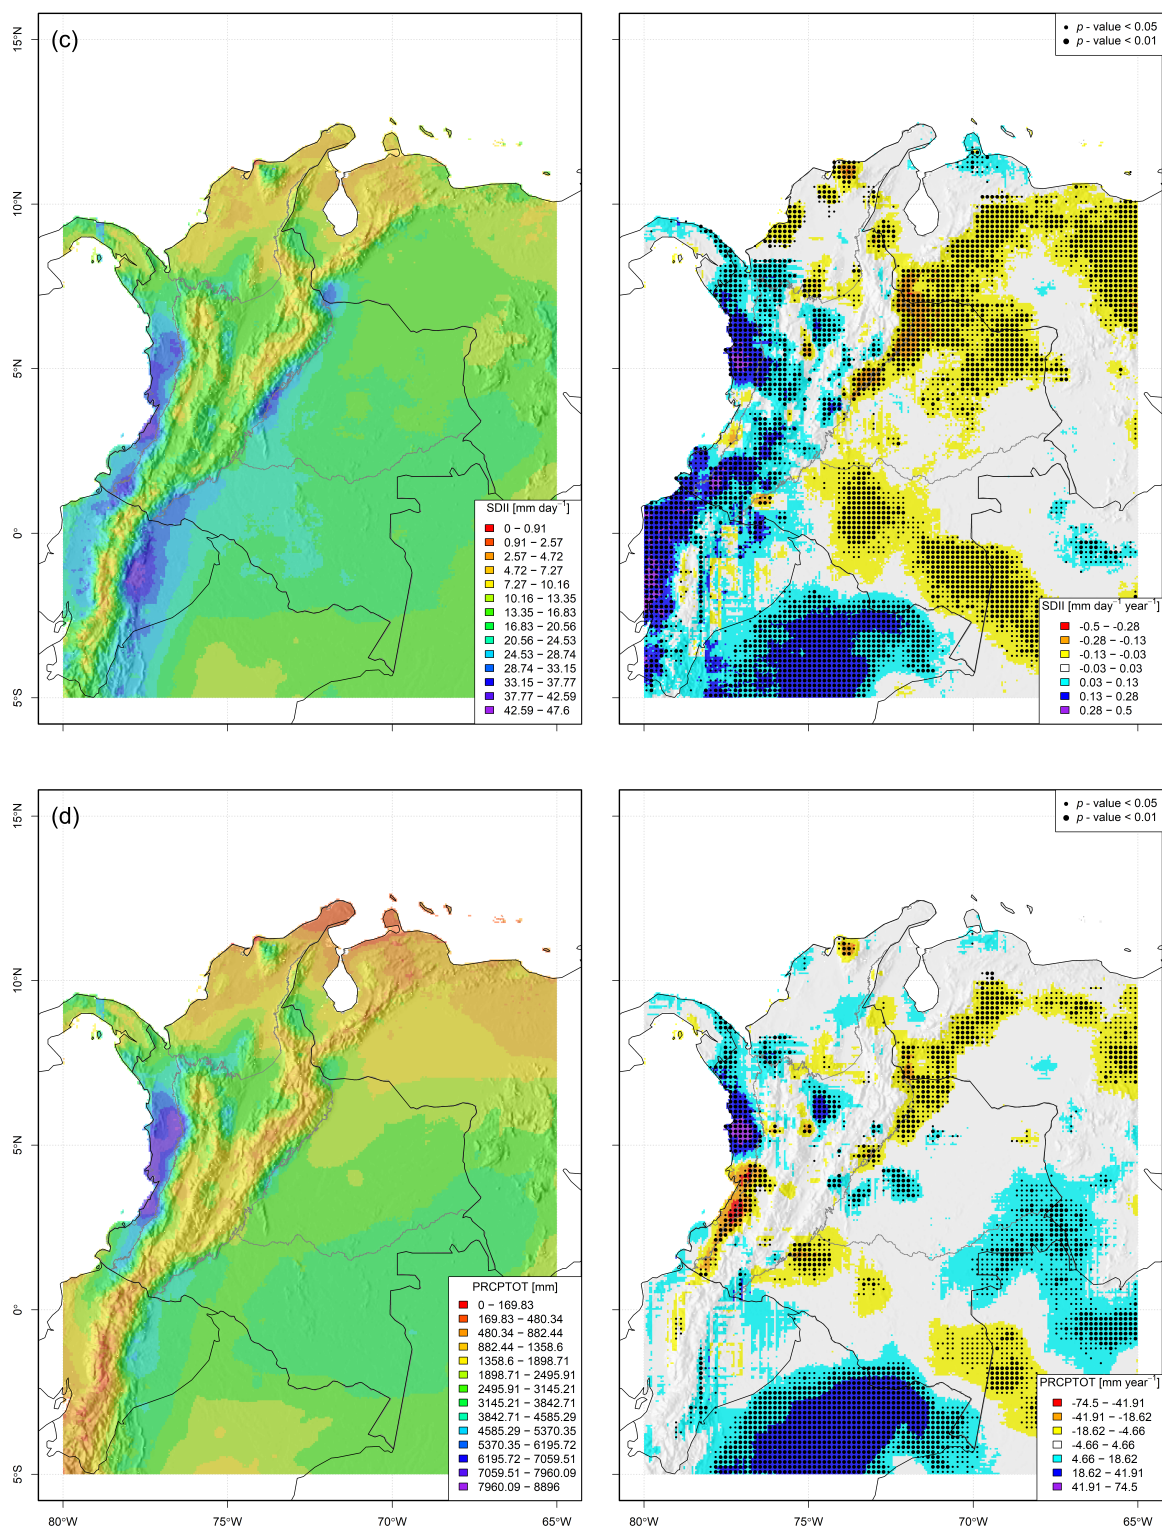 (c)
15°N
10°N
5°N
0°
5°S
SDII [mm day⁻¹]
0 – 0.91
0.91 – 2.57
2.57 – 4.72
4.72 – 7.27
7.27 – 10.16
10.16 – 13.35
13.35 – 16.83
16.83 – 20.56
20.56 – 24.53
24.53 – 28.74
28.74 – 33.15
33.15 – 37.77
37.77 – 42.59
42.59 – 47.6
p - value < 0.05
p - value < 0.01
SDII [mm day⁻¹ year⁻¹]
-0.5 – -0.28
-0.28 – -0.13
-0.13 – -0.03
-0.03 – 0.03
0.03 – 0.13
0.13 – 0.28
0.28 – 0.5
(d)
15°N
10°N
5°N
0°
5°S
PRCPTOT [mm]
0 – 169.83
169.83 – 480.34
480.34 – 882.44
882.44 – 1358.6
1358.6 – 1898.71
1898.71 – 2495.91
2495.91 – 3145.21
3145.21 – 3842.71
3842.71 – 4585.29
4585.29 – 5370.35
5370.35 – 6195.72
6195.72 – 7059.51
7059.51 – 7960.09
7960.09 – 8896
80°W 75°W 70°W 65°W
p - value < 0.05
p - value < 0.01
PRCPTOT [mm year⁻¹]
-74.5 – -41.91
-41.91 – -18.62
-18.62 – -4.66
-4.66 – 4.66
4.66 – 18.62
18.62 – 41.91
41.91 – 74.5
80°W 75°W 70°W 65°W